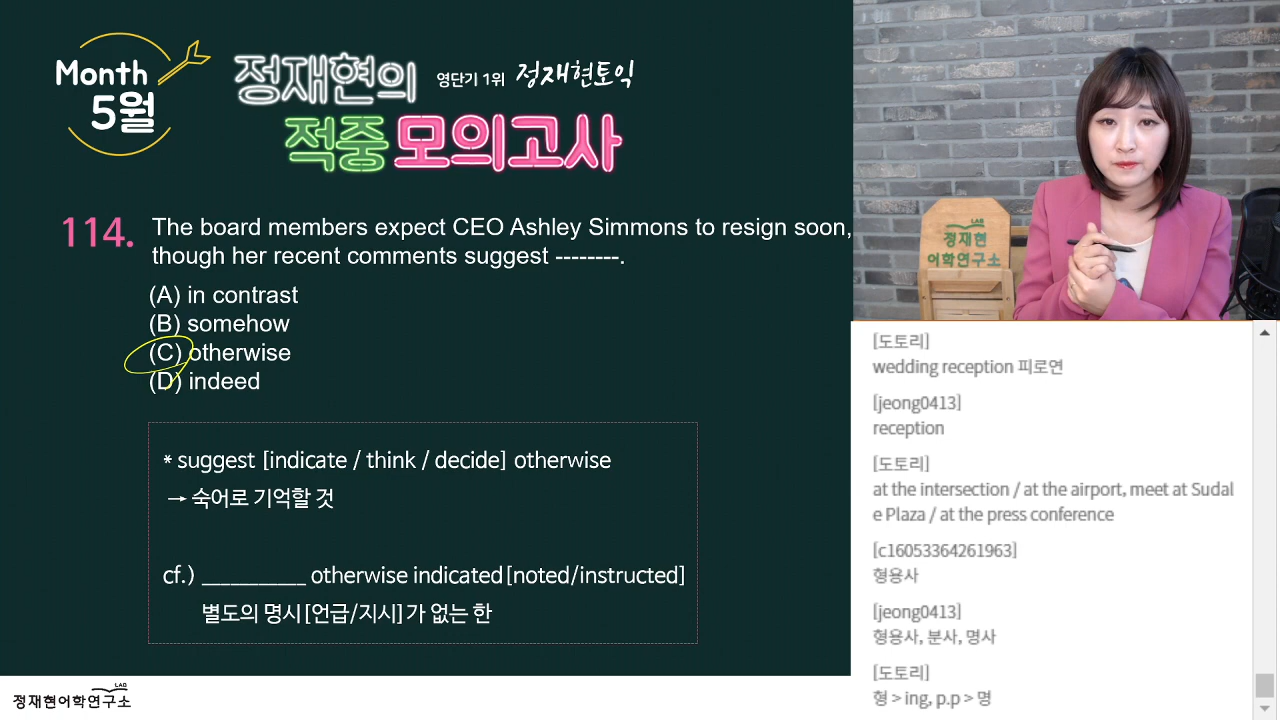 Month
5월
정재현의
영단기 1위 정재현토익
적중 모의고사
114. The board members expect CEO Ashley Simmons to resign soon,
though her recent comments suggest --------.
(A) in contrast
(B) somehow
(C) otherwise
(D) indeed
* suggest [indicate / think / decide] otherwise
→ 숙어로 기억할 것
cf.) __________ otherwise indicated[noted/instructed]
별도의 명시[언급/지시]가 없는 한
LAB
정재현어학연구소
LAB
정재현
어학연구소
[도토리]
wedding reception 피로연
[jeong0413]
reception
[도토리]
at the intersection / at the airport, meet at Sudal
e Plaza / at the press conference
[c16053364261963]
형용사
[jeong0413]
형용사, 분사, 명사
[도토리]
형 > ing, p.p > 명